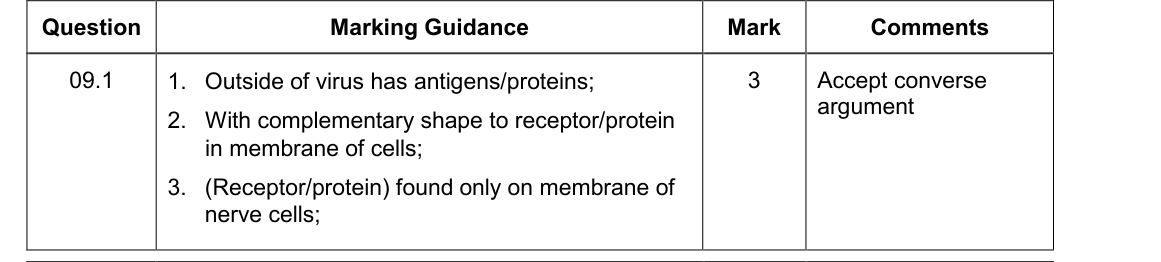 Question Marking Guidance Mark Comments
09.1 1. Outside of virus has antigens/proteins; 3 Accept converse
argument
2. With complementary shape to receptor/protein
in membrane of cells;
3. (Receptor/protein) found only on membrane of
nerve cells;